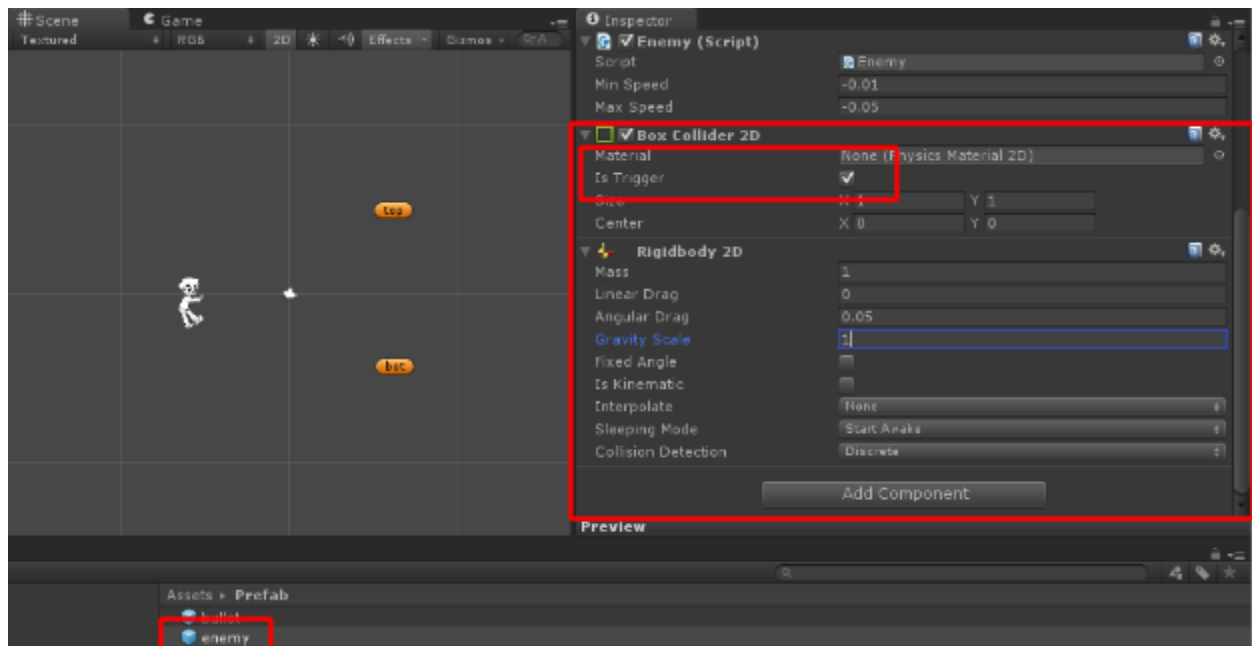 Scene Game
Textured RGB 2D Effects Gizmos
top
bot
Inspector
Enemy (Script)
Script Enemy
Min Speed -0.01
Max Speed -0.05
Box Collider 2D
Material None (Physics Material 2D)
Is Trigger
Size X 1 Y 1
Center X 0 Y 0
Rigidbody 2D
Mass 1
Linear Drag 0
Angular Drag 0.05
Gravity Scale 1
Fixed Angle
Is Kinematic
Interpolate None
Sleeping Mode Start Awake
Collision Detection Discrete
Add Component
Preview
Assets ▸ Prefab
bullet
enemy